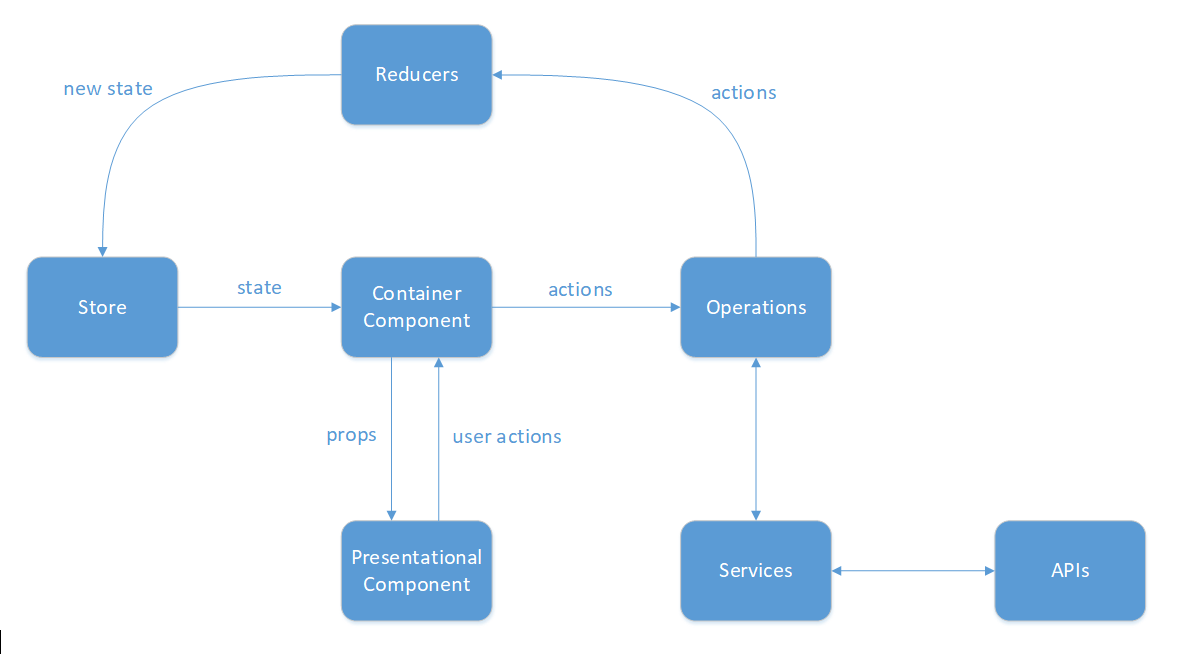 Reducers
new state
actions
Store
state
Container
Component
actions
Operations
props
user actions
Presentational
Component
Services
APIs